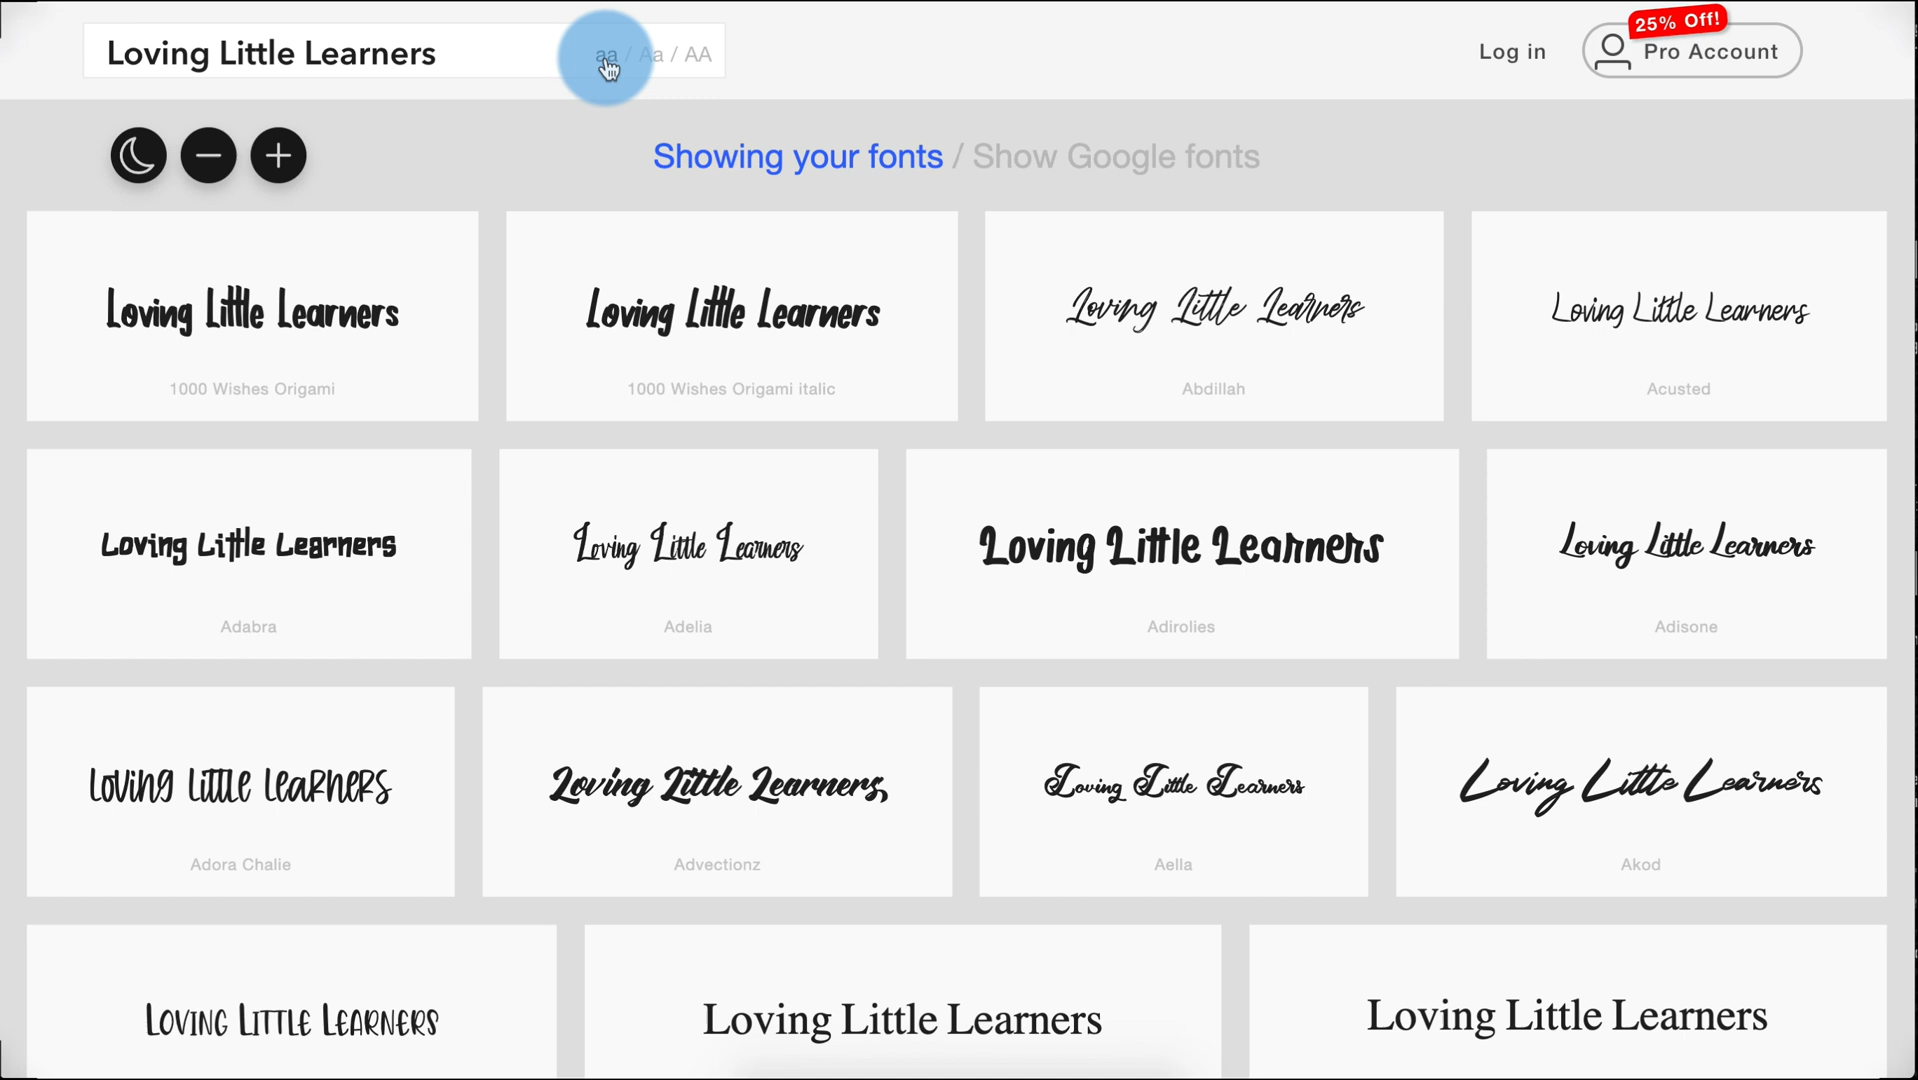 Loving Little Learners aa / Aa / AA Log in 25% Off! Pro Account
Showing your fonts / Show Google fonts
Loving Little Learners Loving Little Learners Loving Little Learners Loving Little Learners
1000 Wishes Origami 1000 Wishes Origami italic Abdillah Acusted
Loving Little Learners Loving Little Learners Loving Little Learners Loving Little Learners
Adabra Adelia Adirolies Adisone
Loving Little Learners Loving Little Learners, Loving Little Learners Loving Little Learners
Adora Chalie Advectionz Aella Akod
LOVING LITTLE LEARNERS Loving Little Learners Loving Little Learners